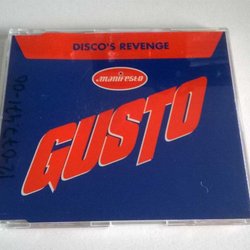 DISCO'S REVENGE
manifesto
GUSTO